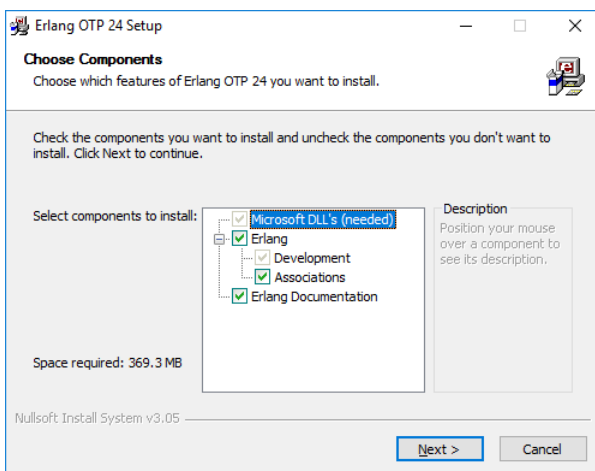 Erlang OTP 24 Setup
Choose Components
Choose which features of Erlang OTP 24 you want to install.
Check the components you want to install and uncheck the components you don't want to
install. Click Next to continue.
Select components to install:
Microsoft DLL's (needed)
Erlang
Development
Associations
Erlang Documentation
Description
Position your mouse
over a component to
see its description.
Space required: 369.3 MB
Nullsoft Install System v3.05
Next >
Cancel